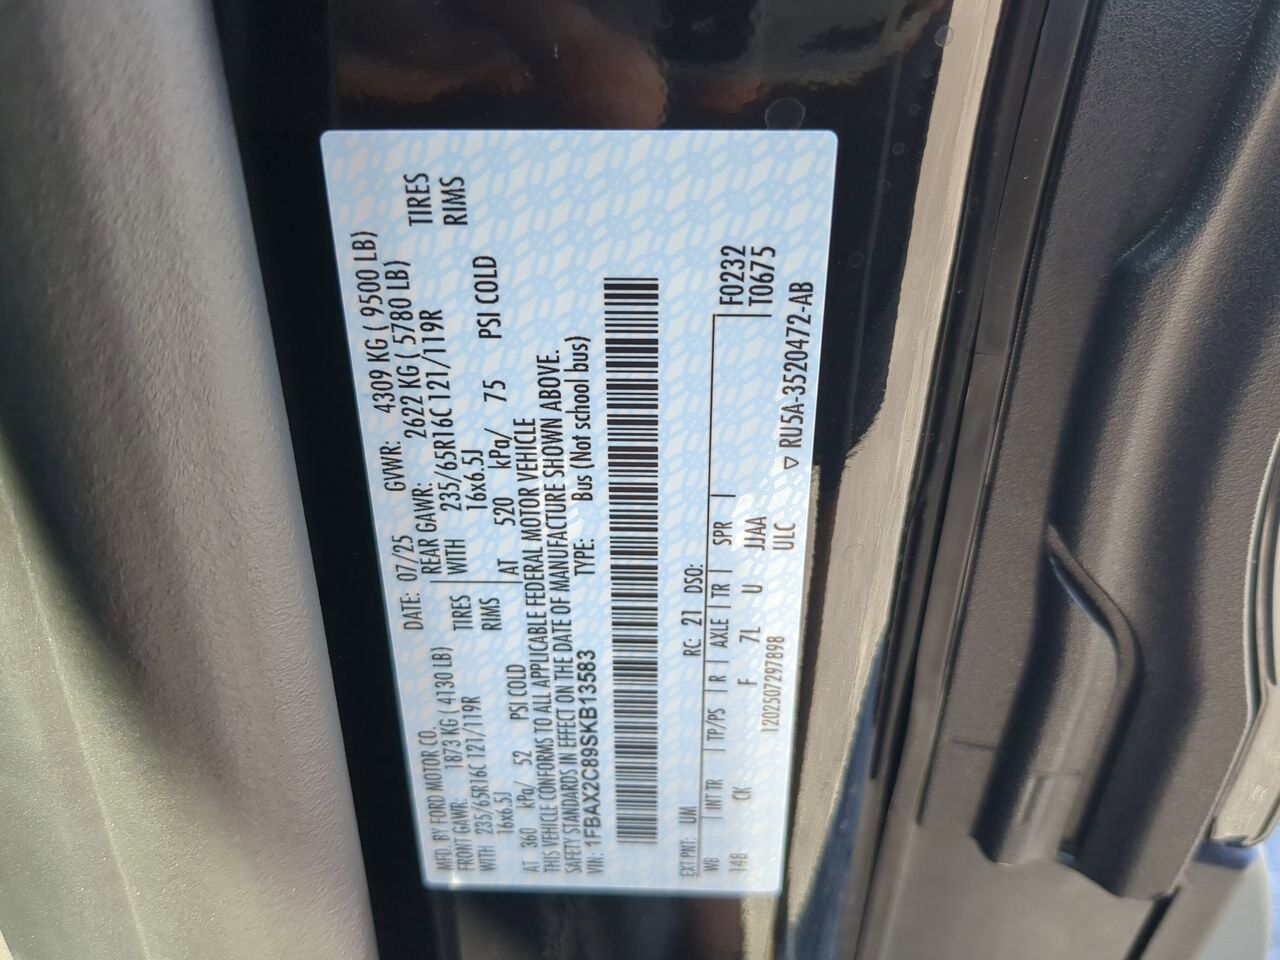 MFD. BY FORD MOTOR CO. DATE: 07/25 GVWR: 4309 KG ( 9500 LB)
FRONT GAWR: 1873 KG ( 4130 LB) REAR GAWR: 2622 KG ( 5780 LB)
WITH 235/65R16C 121/119R TIRES WITH 235/65R16C 121/119R TIRES
16x6.5J RIMS 16x6.5J RIMS
AT 360 kPa/ 52 PSI COLD AT 520 kPa/ 75 PSI COLD
THIS VEHICLE CONFORMS TO ALL APPLICABLE FEDERAL MOTOR VEHICLE
SAFETY STANDARDS IN EFFECT ON THE DATE OF MANUFACTURE SHOWN ABOVE.
VIN: 1FBAX2C89SKB13583 TYPE: Bus (Not school bus)
EXT PNT: UM RC: 21 DSO:
WB INT TR TP/PS R AXLE TR SPR F0232
148 CK F 7L U JJAA T0675
1202507297898 ULC ▽ RU5A-3520472-AB